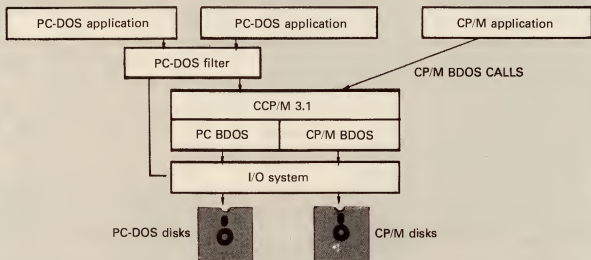 PC-DOS application
PC-DOS application
CP/M application
PC-DOS filter
CP/M BDOS CALLS
CCP/M 3.1
PC BDOS
CP/M BDOS
I/O system
PC-DOS disks
CP/M disks